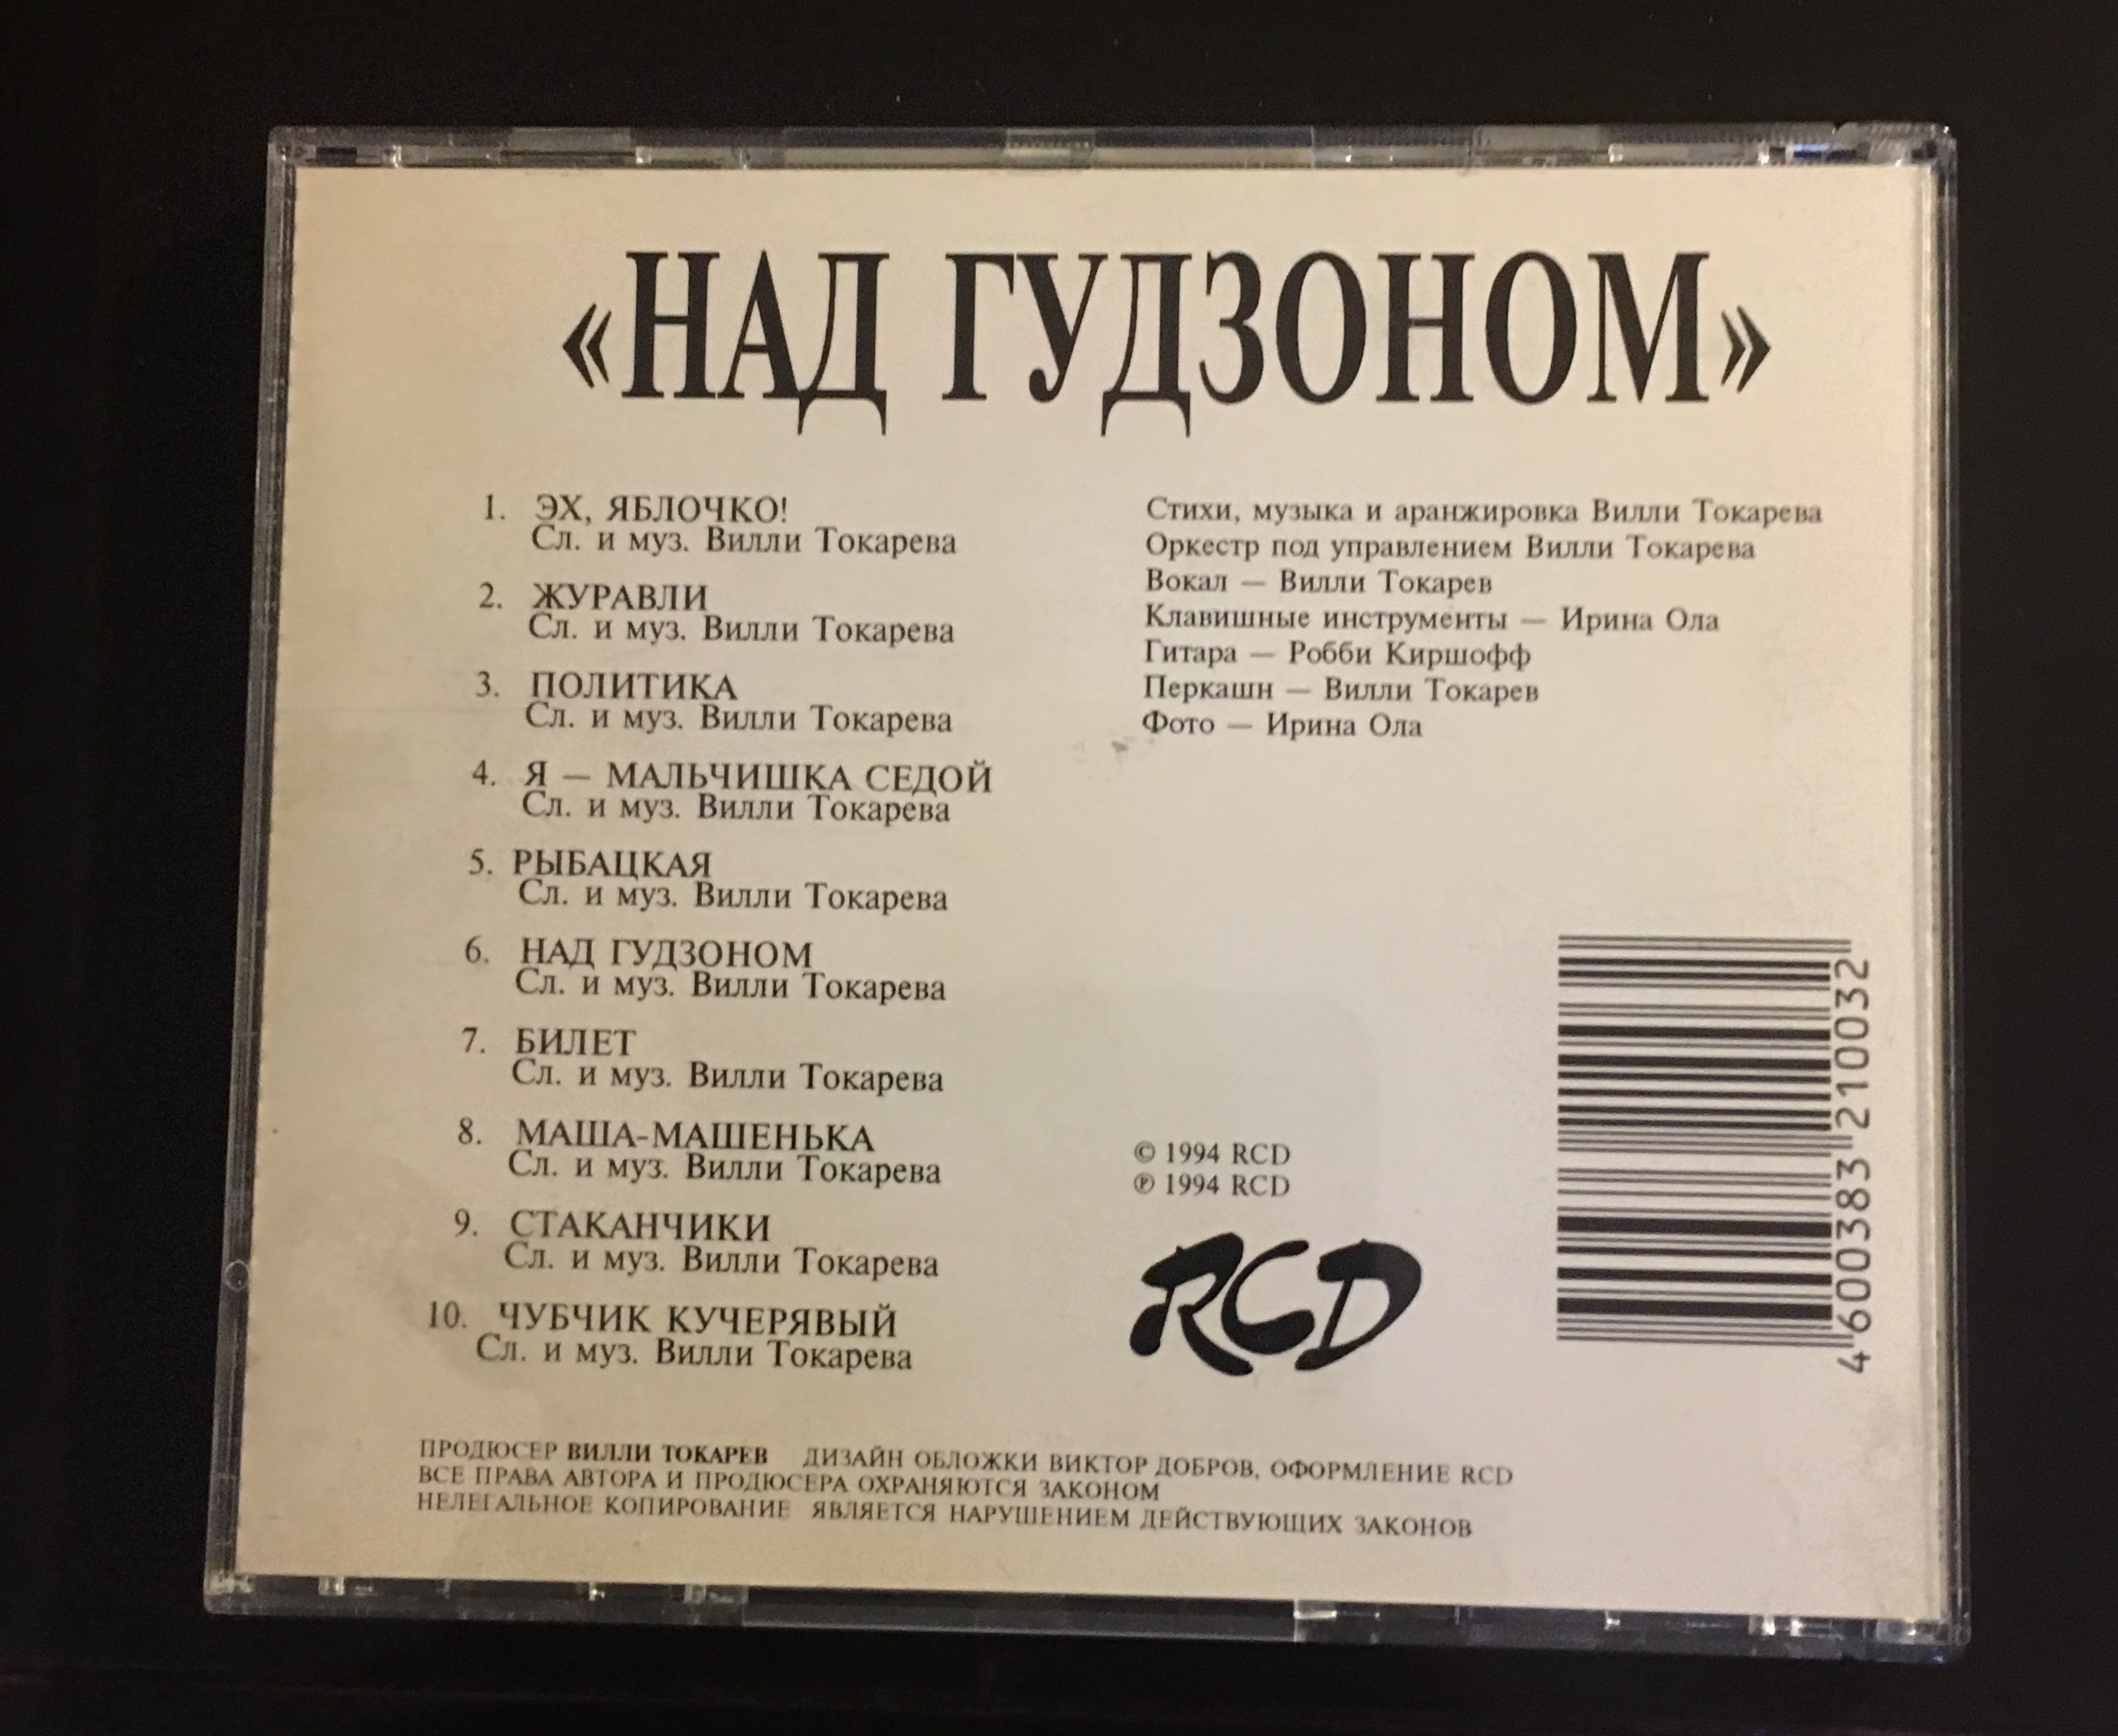 «НАД ГУДЗОНОМ»
1. ЭХ, ЯБЛОЧКО!
Сл. и муз. Вилли Токарева
2. ЖУРАВЛИ
Сл. и муз. Вилли Токарева
3. ПОЛИТИКА
Сл. и муз. Вилли Токарева
4. Я — МАЛЬЧИШКА СЕДОЙ
Сл. и муз. Вилли Токарева
5. РЫБАЦКАЯ
Сл. и муз. Вилли Токарева
6. НАД ГУДЗОНОМ
Сл. и муз. Вилли Токарева
7. БИЛЕТ
Сл. и муз. Вилли Токарева
8. МАША-МАШЕНЬКА
Сл. и муз. Вилли Токарева
9. СТАКАНЧИКИ
Сл. и муз. Вилли Токарева
10. ЧУБЧИК КУЧЕРЯВЫЙ
Сл. и муз. Вилли Токарева
Стихи, музыка и аранжировка Вилли Токарева
Оркестр под управлением Вилли Токарева
Вокал — Вилли Токарев
Клавишные инструменты — Ирина Ола
Гитара — Робби Киршофф
Перкашн — Вилли Токарев
Фото — Ирина Ола
© 1994 RCD
℗ 1994 RCD
RCD
4 600383 210032
ПРОДЮСЕР ВИЛЛИ ТОКАРЕВ ДИЗАЙН ОБЛОЖКИ ВИКТОР ДОБРОВ, ОФОРМЛЕНИЕ RCD
ВСЕ ПРАВА АВТОРА И ПРОДЮСЕРА ОХРАНЯЮТСЯ ЗАКОНОМ
НЕЛЕГАЛЬНОЕ КОПИРОВАНИЕ ЯВЛЯЕТСЯ НАРУШЕНИЕМ ДЕЙСТВУЮЩИХ ЗАКОНОВ